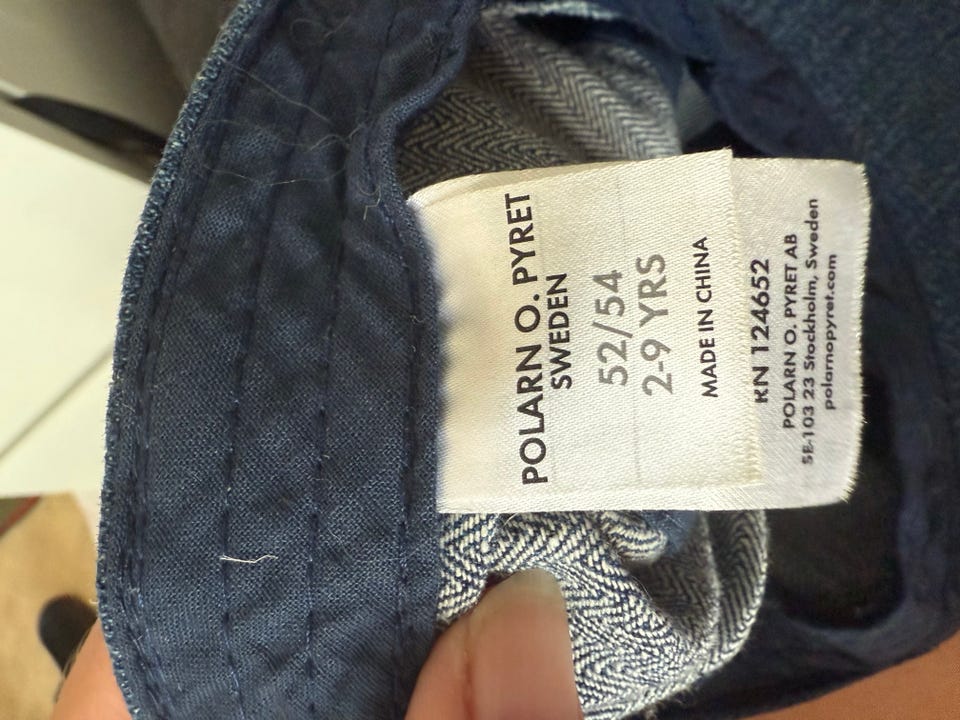 POLARN O. PYRET
SWEDEN
52/54
2-9 YRS
MADE IN CHINA
RN 124652
POLARN O. PYRET AB
SE-103 23 Stockholm, Sweden
polarnopyret.com